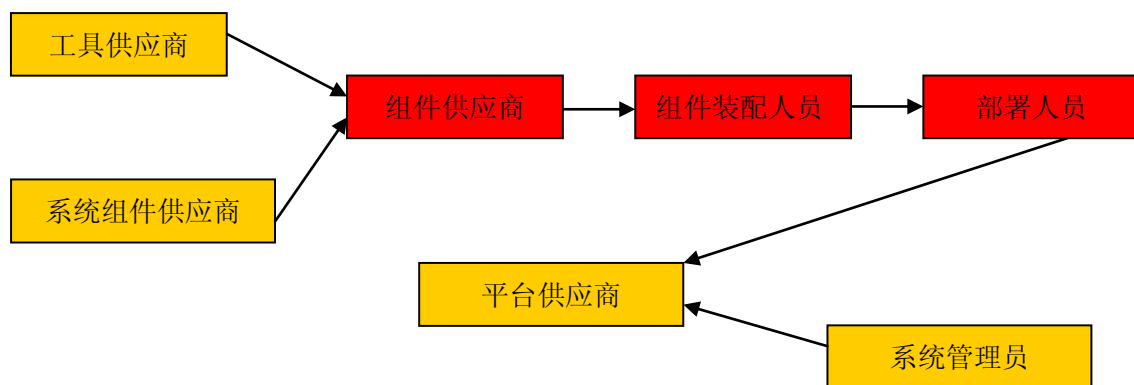 工具供应商
组件供应商
组件装配人员
部署人员
系统组件供应商
平台供应商
系统管理员